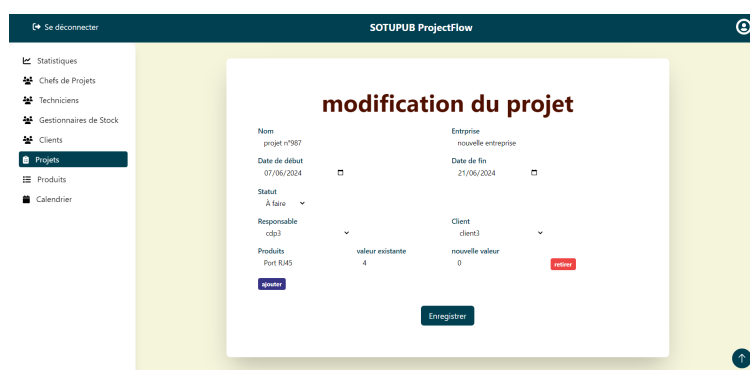 Se déconnecter
SOTUPUB ProjectFlow
Statistiques
Chefs de Projets
Techniciens
Gestionnaires de Stock
Clients
Projets
Produits
Calendrier
modification du projet
Nom Entrprise
projet n°987 nouvelle entreprise
Date de début Date de fin
07/06/2024 21/06/2024
Statut
À faire
Responsable Client
cdp3 client3
Produits valeur existante nouvelle valeur
Port RJ45 4 0 retirer
ajouter
Enregistrer